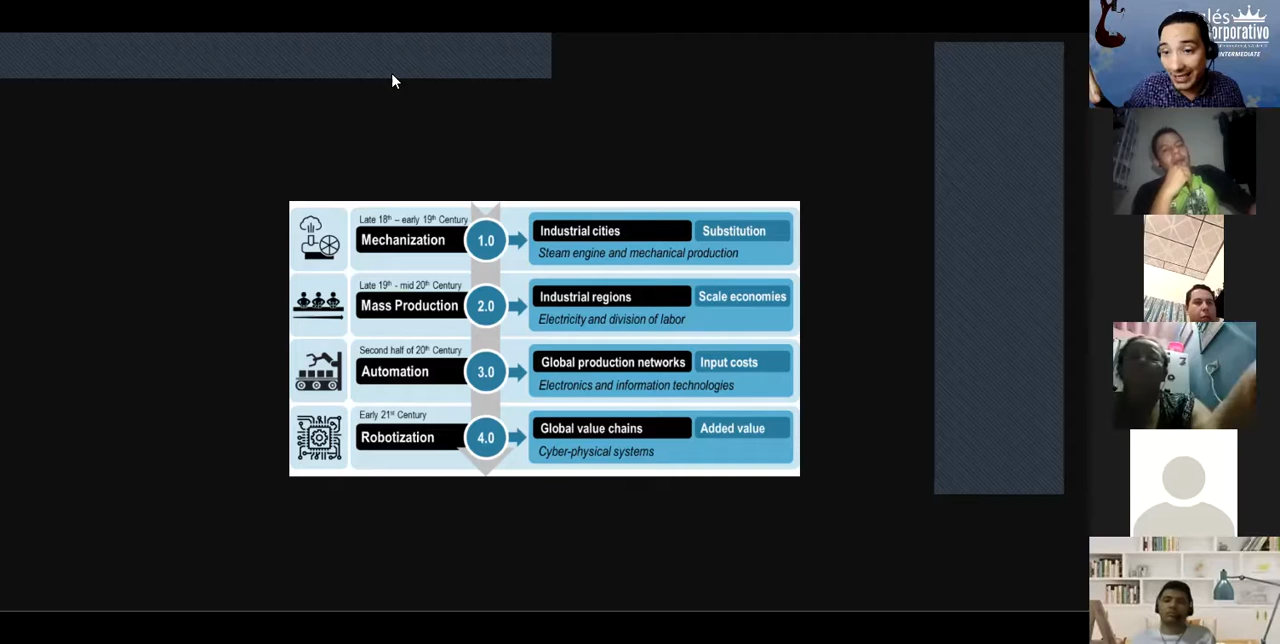 Inglés
Corporativo
INTERMEDIATE
Late 18th – early 19th Century
Mechanization
1.0
Industrial cities
Substitution
Steam engine and mechanical production
Late 19th - mid 20th Century
Mass Production
2.0
Industrial regions
Scale economies
Electricity and division of labor
Second half of 20th Century
Automation
3.0
Global production networks
Input costs
Electronics and information technologies
Early 21st Century
Robotization
4.0
Global value chains
Added value
Cyber-physical systems